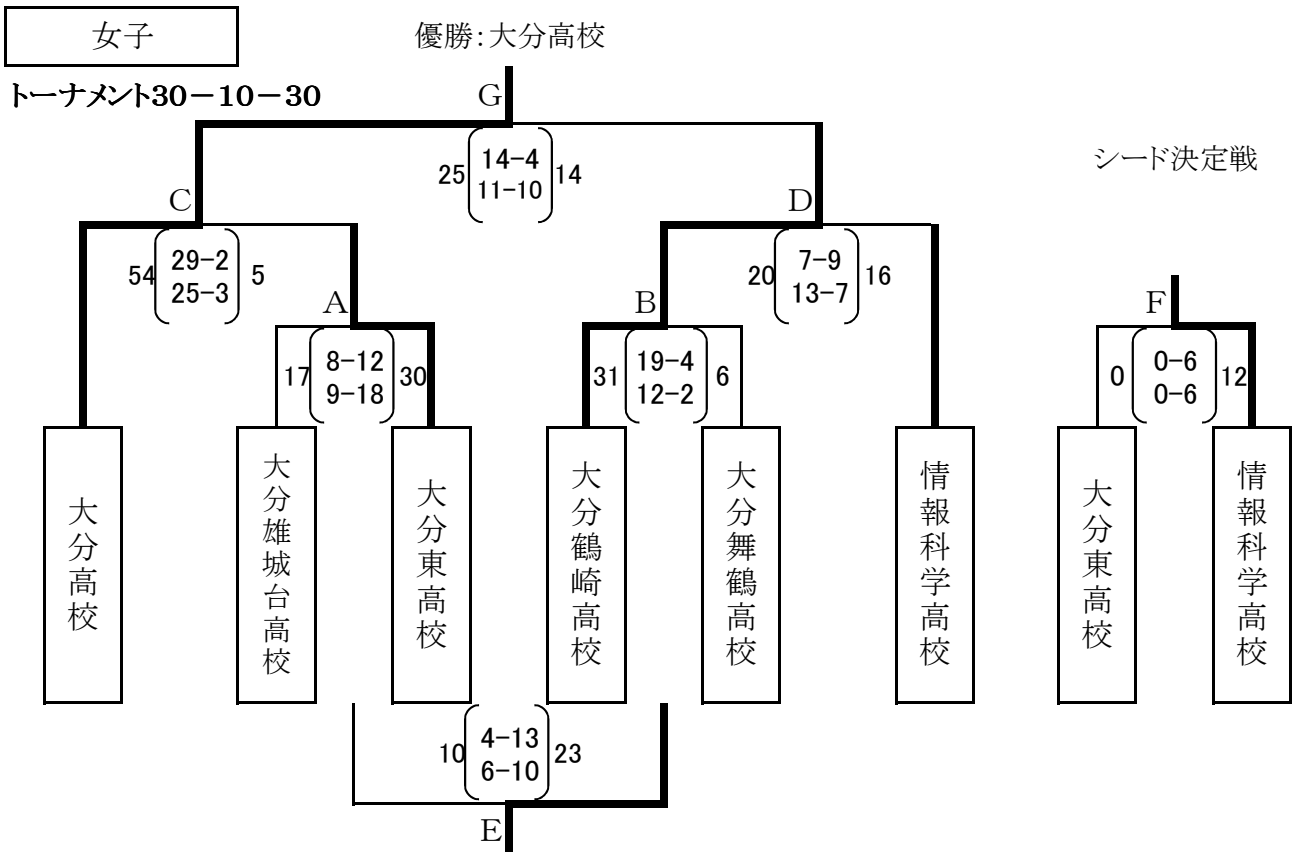 女子
優勝：大分高校
トーナメント30－10－30
G
25 14-4 14
11-10
シード決定戦
C
D
54 29-2 5
25-3
20 7-9 16
13-7
A
B
F
17 8-12 30
9-18
31 19-4 6
12-2
0 0-6 12
0-6
大分高校
大分雄城台高校
大分東高校
大分鶴崎高校
大分舞鶴高校
情報科学高校
大分東高校
情報科学高校
10 4-13 23
6-10
E